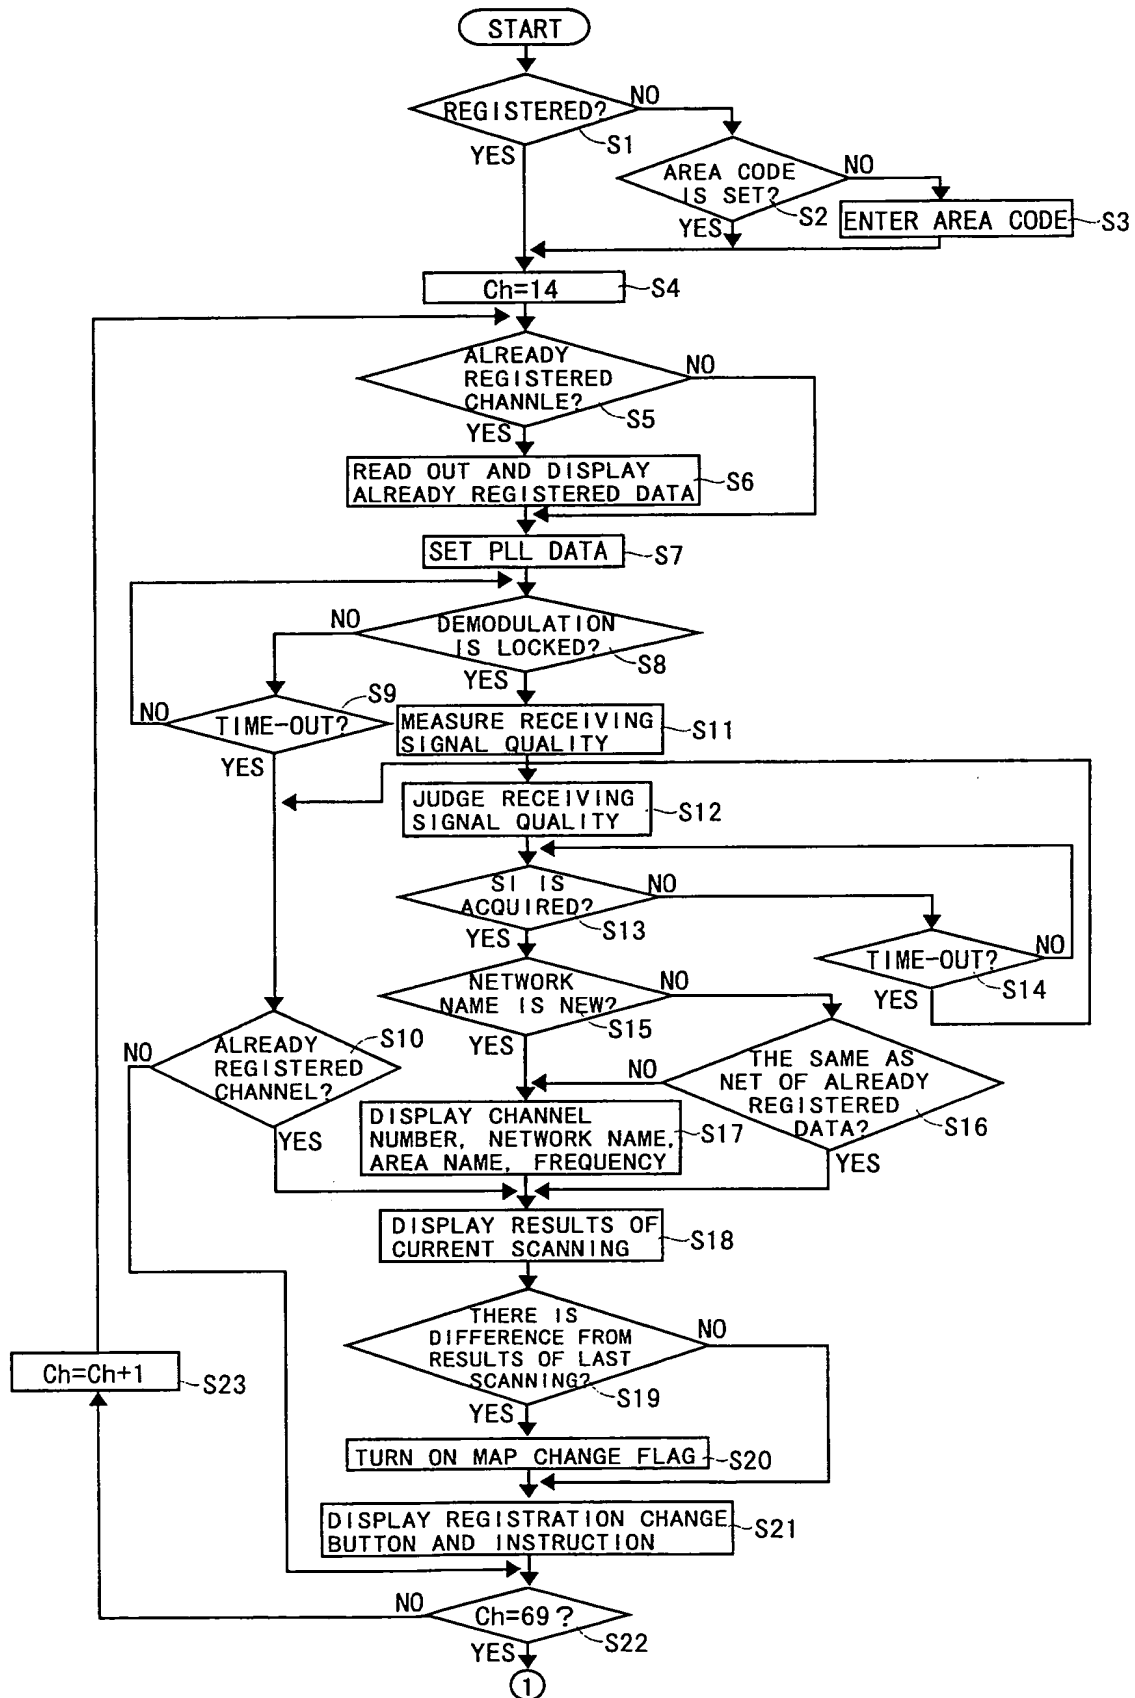 START
REGISTERED?
NO
S1
YES
AREA CODE
IS SET?
NO
S2
YES
ENTER AREA CODE
S3
Ch=14
S4
ALREADY
REGISTERED
CHANNLE?
NO
S5
YES
READ OUT AND DISPLAY
ALREADY REGISTERED DATA
S6
SET PLL DATA
S7
NO
DEMODULATION
IS LOCKED?
S8
YES
S9
NO
TIME-OUT?
YES
MEASURE RECEIVING
SIGNAL QUALITY
S11
JUDGE RECEIVING
SIGNAL QUALITY
S12
SI IS
ACQUIRED?
NO
S13
YES
TIME-OUT?
NO
S14
YES
NETWORK
NAME IS NEW?
NO
S15
YES
S10
NO
ALREADY
REGISTERED
CHANNEL?
YES
THE SAME AS
NET OF ALREADY
REGISTERED
DATA?
NO
S16
YES
DISPLAY CHANNEL
NUMBER, NETWORK NAME,
AREA NAME, FREQUENCY
S17
DISPLAY RESULTS OF
CURRENT SCANNING
S18
THERE IS
DIFFERENCE FROM
RESULTS OF LAST
SCANNING?
NO
S19
YES
Ch=Ch+1
S23
TURN ON MAP CHANGE FLAG
S20
DISPLAY REGISTRATION CHANGE
BUTTON AND INSTRUCTION
S21
NO
Ch=69?
S22
YES
1